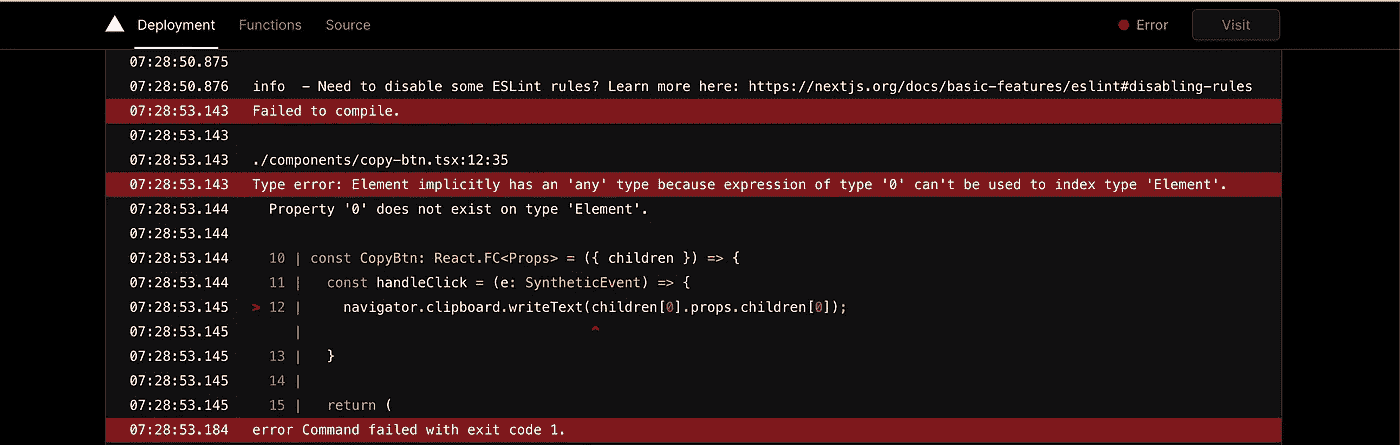 Deployment Functions Source Error Visit
07:28:50.875
07:28:50.876 info  - Need to disable some ESLint rules? Learn more here: https://nextjs.org/docs/basic-features/eslint#disabling-rules
07:28:53.143 Failed to compile.
07:28:53.143
07:28:53.143 ./components/copy-btn.tsx:12:35
07:28:53.143 Type error: Element implicitly has an 'any' type because expression of type '0' can't be used to index type 'Element'.
07:28:53.144   Property '0' does not exist on type 'Element'.
07:28:53.144
07:28:53.144   10 | const CopyBtn: React.FC<Props> = ({ children }) => {
07:28:53.144   11 |   const handleClick = (e: SyntheticEvent) => {
07:28:53.145 > 12 |     navigator.clipboard.writeText(children[0].props.children[0]);
07:28:53.145      |                                   ^
07:28:53.145   13 |   }
07:28:53.145   14 |
07:28:53.145   15 |   return (
07:28:53.184 error Command failed with exit code 1.